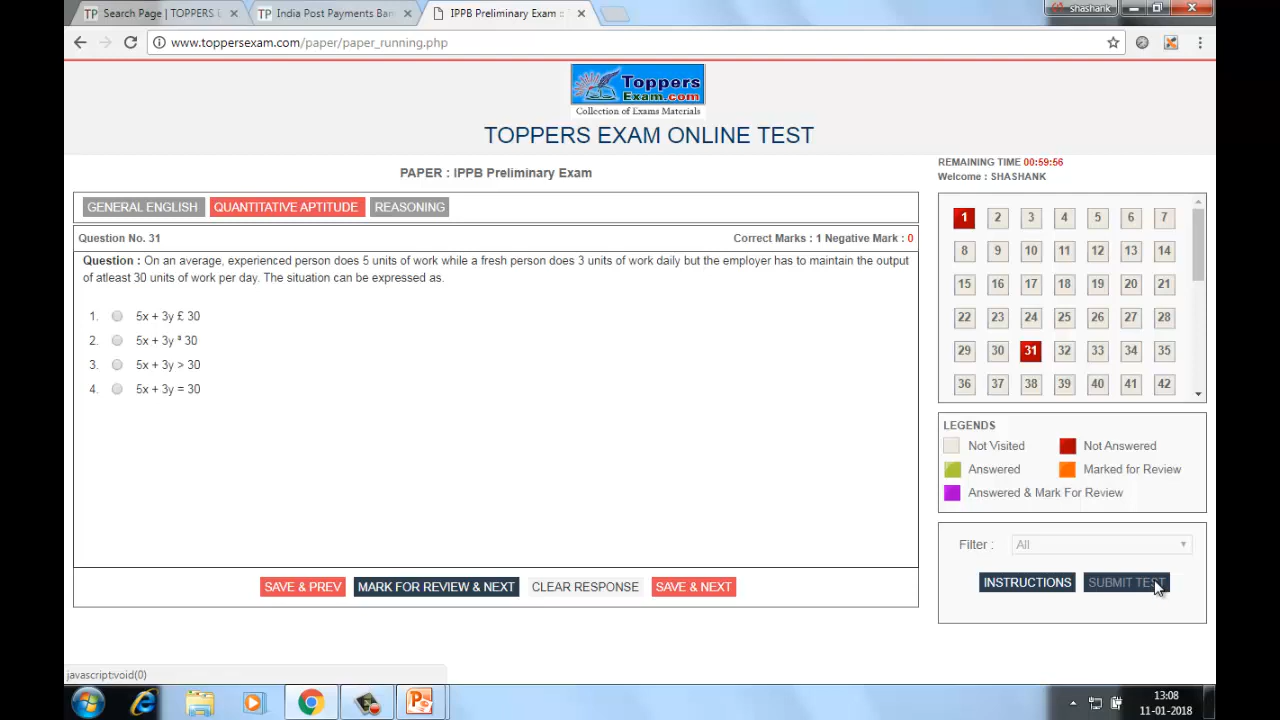 TP Search Page | TOPPERS E
TP India Post Payments Ban
IPPB Preliminary Exam ::
shashank
www.toppersexam.com/paper/paper_running.php
Toppers
Exam.com
Collection of Exams Materials
TOPPERS EXAM ONLINE TEST
PAPER : IPPB Preliminary Exam
REMAINING TIME 00:59:56
Welcome : SHASHANK
GENERAL ENGLISH QUANTITATIVE APTITUDE REASONING
Question No. 31 Correct Marks : 1 Negative Mark : 0
Question : On an average, experienced person does 5 units of work while a fresh person does 3 units of work daily but the employer has to maintain the output
of atleast 30 units of work per day. The situation can be expressed as.
1. 5x + 3y £ 30
2. 5x + 3y ³ 30
3. 5x + 3y > 30
4. 5x + 3y = 30
SAVE & PREV MARK FOR REVIEW & NEXT CLEAR RESPONSE SAVE & NEXT
1 2 3 4 5 6 7
8 9 10 11 12 13 14
15 16 17 18 19 20 21
22 23 24 25 26 27 28
29 30 31 32 33 34 35
36 37 38 39 40 41 42
LEGENDS
Not Visited Not Answered
Answered Marked for Review
Answered & Mark For Review
Filter : All
INSTRUCTIONS SUBMIT TEST
javascript:void(0)
13:08
11-01-2018